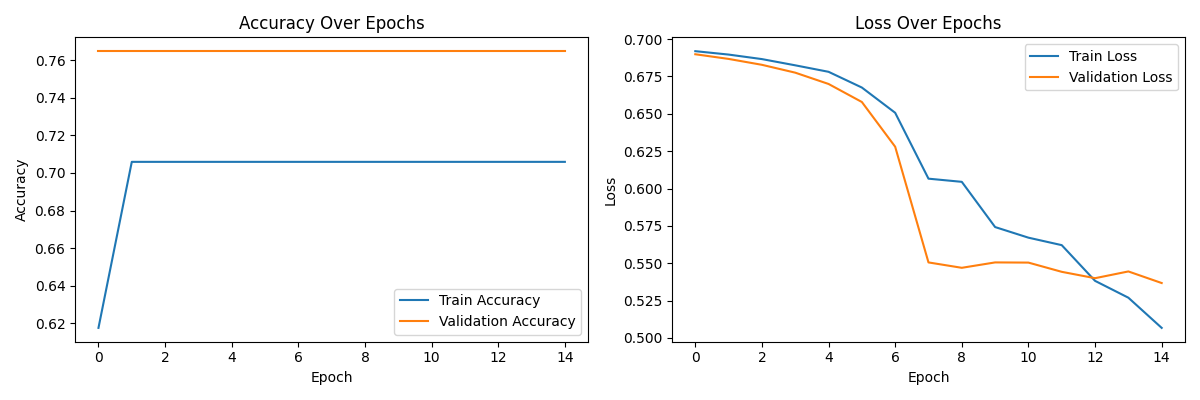 Accuracy Over Epochs
Accuracy
0.76
0.74
0.72
0.70
0.68
0.66
0.64
0.62
Train Accuracy
Validation Accuracy
0 2 4 6 8 10 12 14
Epoch
Loss Over Epochs
Loss
0.700
0.675
0.650
0.625
0.600
0.575
0.550
0.525
0.500
Train Loss
Validation Loss
0 2 4 6 8 10 12 14
Epoch